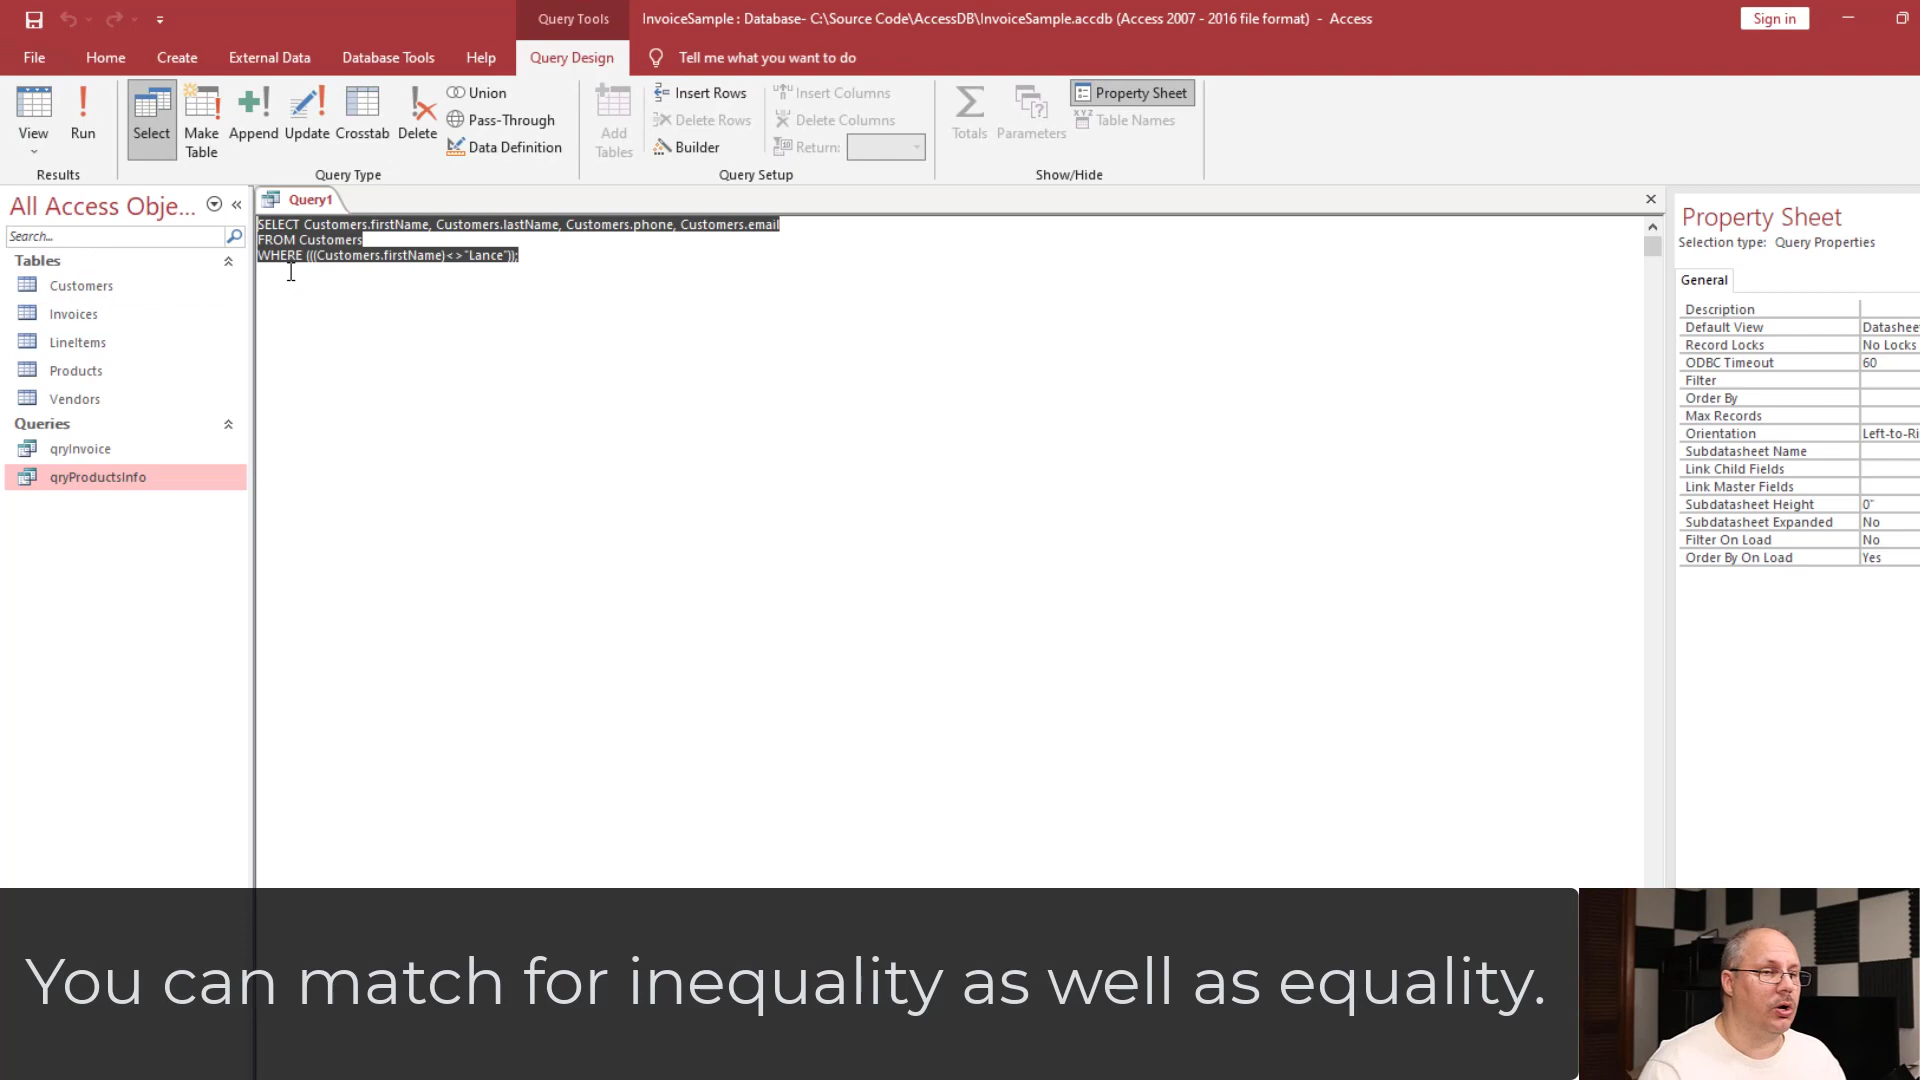 Query Tools
InvoiceSample : Database- C:\Source Code\AccessDB\InvoiceSample.accdb (Access 2007 - 2016 file format)  -  Access
Sign in
File
Home
Create
External Data
Database Tools
Help
Query Design
Tell me what you want to do
View
Run
Select
Make Table
Append
Update
Crosstab
Delete
Union
Pass-Through
Data Definition
Add Tables
Insert Rows
Delete Rows
Builder
Insert Columns
Delete Columns
Return:
Totals
Parameters
Property Sheet
Table Names
Results
Query Type
Query Setup
Show/Hide
All Access Obje...
Search...
Tables
Customers
Invoices
LineItems
Products
Vendors
Queries
qryInvoice
qryProductsInfo
Query1
SELECT Customers.firstName, Customers.lastName, Customers.phone, Customers.email
FROM Customers
WHERE (((Customers.firstName)<>"Lance"));
Property Sheet
Selection type:  Query Properties
General
Description
Default View Datashee
Record Locks No Locks
ODBC Timeout 60
Filter
Order By
Max Records
Orientation Left-to-Ri
Subdatasheet Name
Link Child Fields
Link Master Fields
Subdatasheet Height 0"
Subdatasheet Expanded No
Filter On Load No
Order By On Load Yes
You can match for inequality as well as equality.